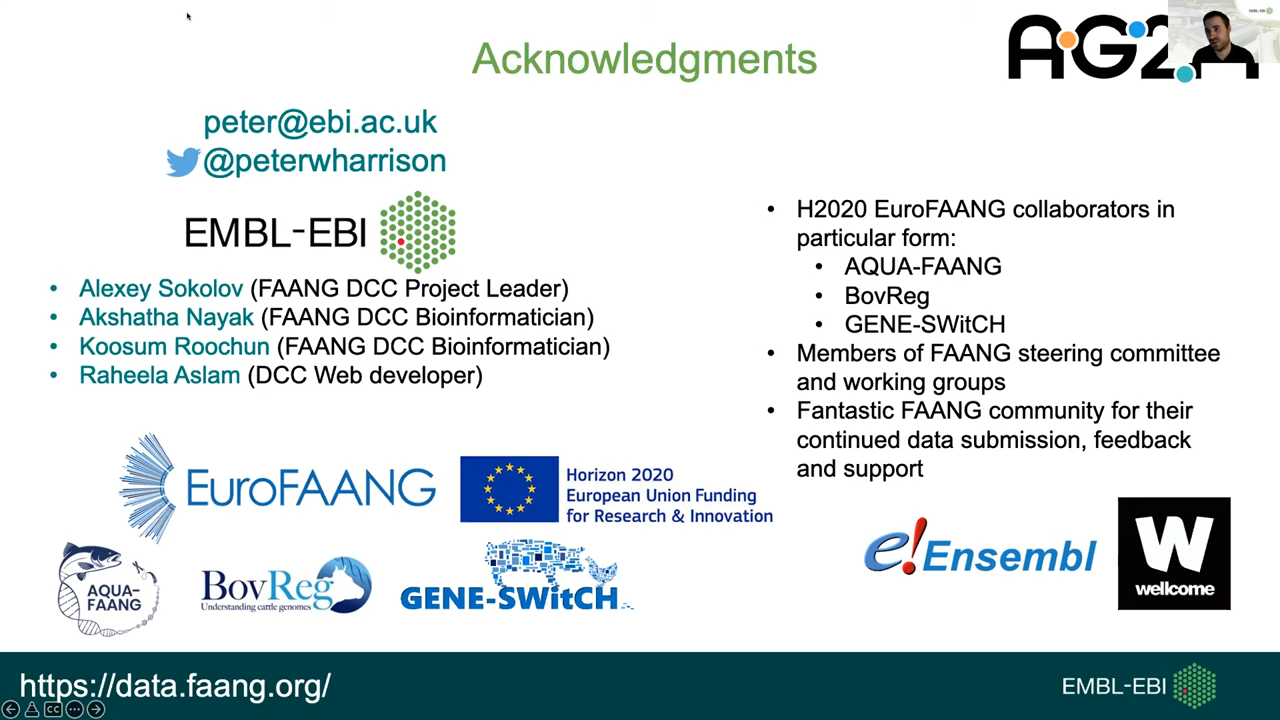 Acknowledgments
AG2
EMBL-EBI
peter@ebi.ac.uk
@peterwharrison
EMBL-EBI
• Alexey Sokolov (FAANG DCC Project Leader)
• Akshatha Nayak (FAANG DCC Bioinformatician)
• Koosum Roochun (FAANG DCC Bioinformatician)
• Raheela Aslam (DCC Web developer)
• H2020 EuroFAANG collaborators in
particular form:
• AQUA-FAANG
• BovReg
• GENE-SWitCH
• Members of FAANG steering committee
and working groups
• Fantastic FAANG community for their
continued data submission, feedback
and support
EuroFAANG
Horizon 2020
European Union Funding
for Research & Innovation
AQUA-
FAANG
BovReg
Understanding cattle genomes
GENE-SWitCH
e!Ensembl
W
wellcome
https://data.faang.org/
EMBL-EBI
CC